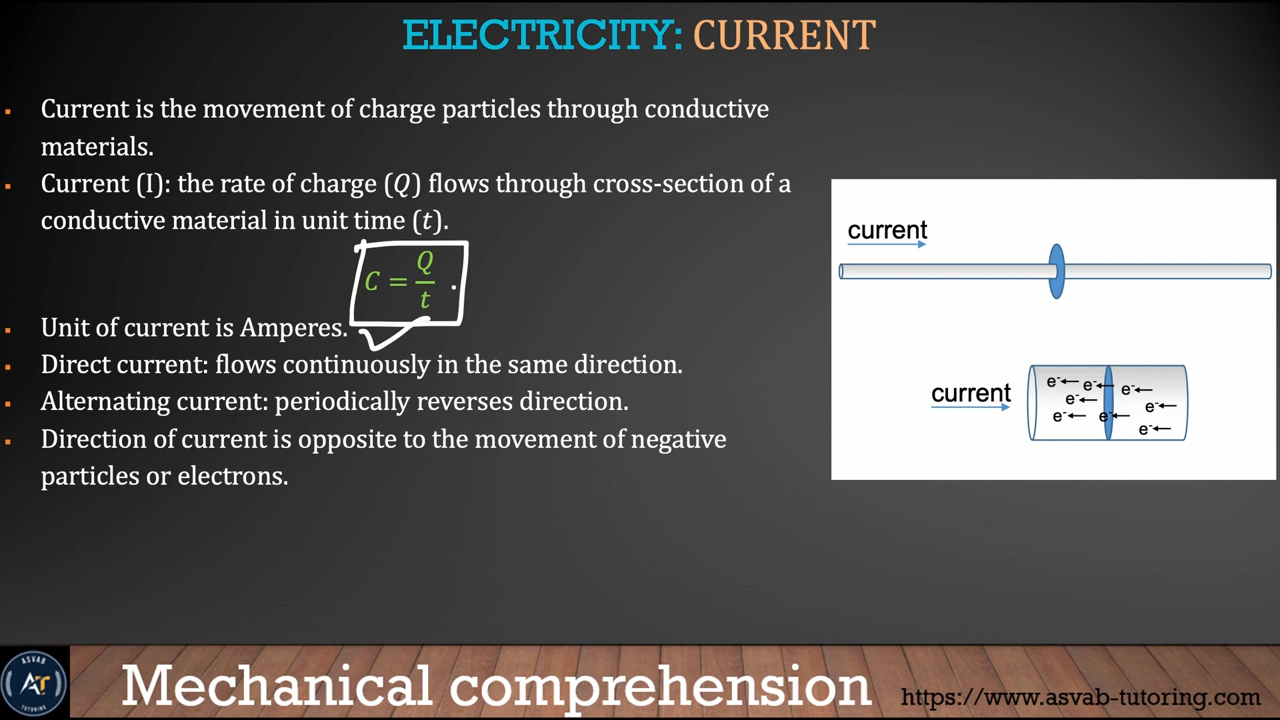 ELECTRICITY: CURRENT
▪ Current is the movement of charge particles through conductive
materials.
▪ Current (I): the rate of charge (Q) flows through cross-section of a
conductive material in unit time (t).
C = Q/t .
▪ Unit of current is Amperes.
▪ Direct current: flows continuously in the same direction.
▪ Alternating current: periodically reverses direction.
▪ Direction of current is opposite to the movement of negative
particles or electrons.
current
current
e⁻ e⁻ e⁻
e⁻ e⁻
e⁻ e⁻
e⁻
ASVAB
AT
TUTORING
Mechanical comprehension
https://www.asvab-tutoring.com